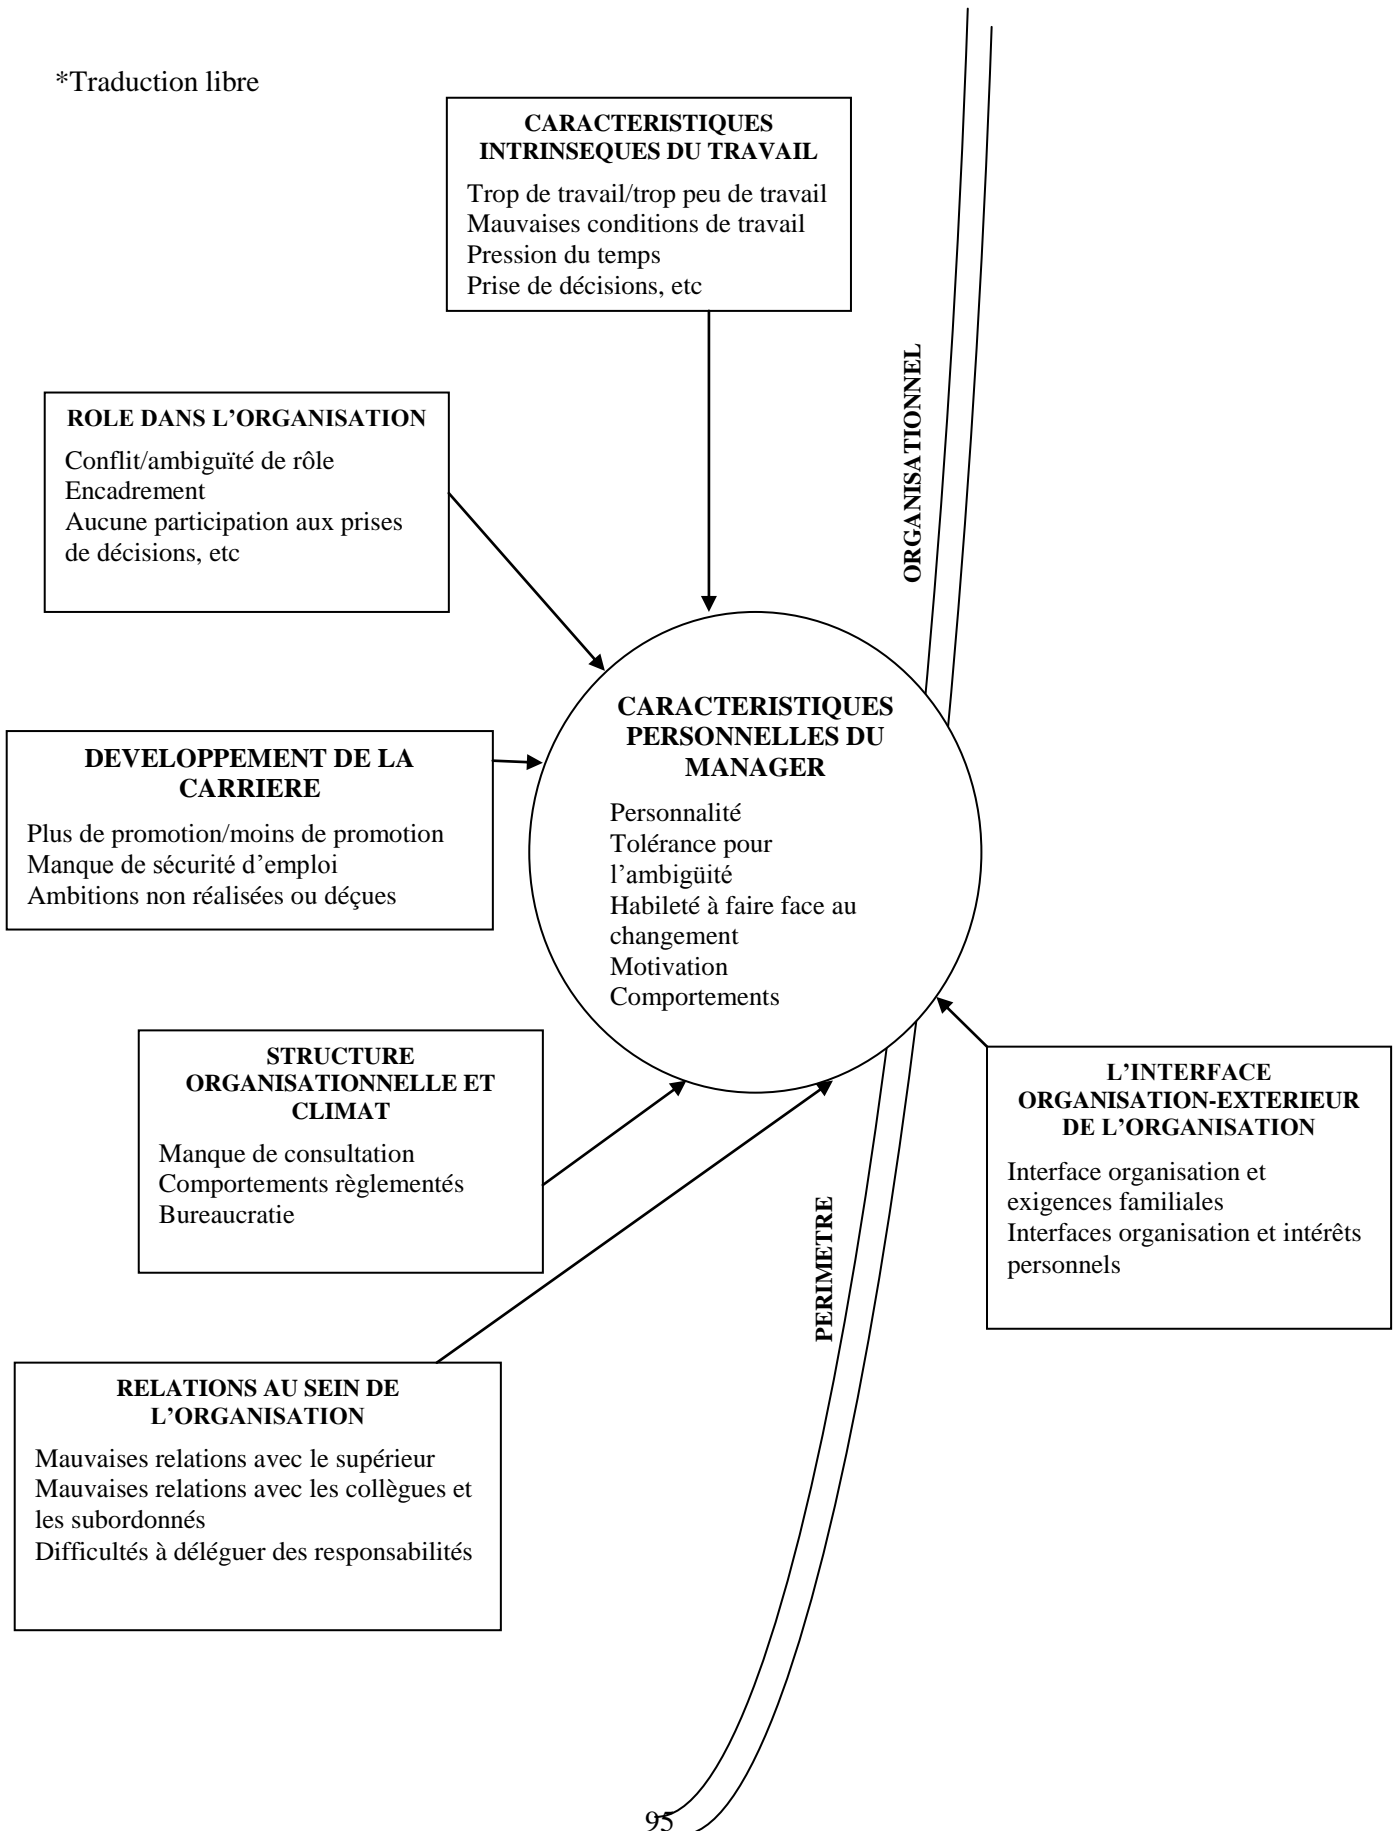 *Traduction libre
CARACTERISTIQUES
INTRINSEQUES DU TRAVAIL
Trop de travail/trop peu de travail
Mauvaises conditions de travail
Pression du temps
Prise de décisions, etc
ORGANISATIONNEL
ROLE DANS L’ORGANISATION
Conflit/ambiguïté de rôle
Encadrement
Aucune participation aux prises
de décisions, etc
CARACTERISTIQUES
PERSONNELLES DU
MANAGER
Personnalité
Tolérance pour
l’ambigüité
Habileté à faire face au
changement
Motivation
Comportements
DEVELOPPEMENT DE LA
CARRIERE
Plus de promotion/moins de promotion
Manque de sécurité d’emploi
Ambitions non réalisées ou déçues
STRUCTURE
ORGANISATIONNELLE ET
CLIMAT
Manque de consultation
Comportements règlementés
Bureaucratie
L’INTERFACE
ORGANISATION-EXTERIEUR
DE L’ORGANISATION
Interface organisation et
exigences familiales
Interfaces organisation et intérêts
personnels
PERIMETRE
RELATIONS AU SEIN DE
L’ORGANISATION
Mauvaises relations avec le supérieur
Mauvaises relations avec les collègues et
les subordonnés
Difficultés à déléguer des responsabilités
95